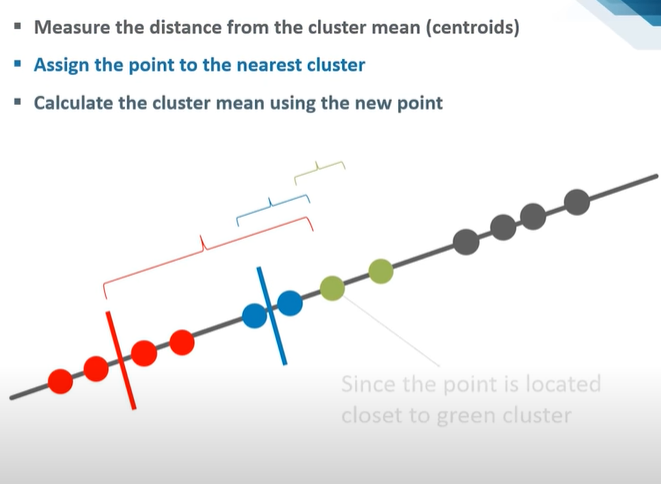 ▪ Measure the distance from the cluster mean (centroids)
▪ Assign the point to the nearest cluster
▪ Calculate the cluster mean using the new point
Since the point is located
closet to green cluster